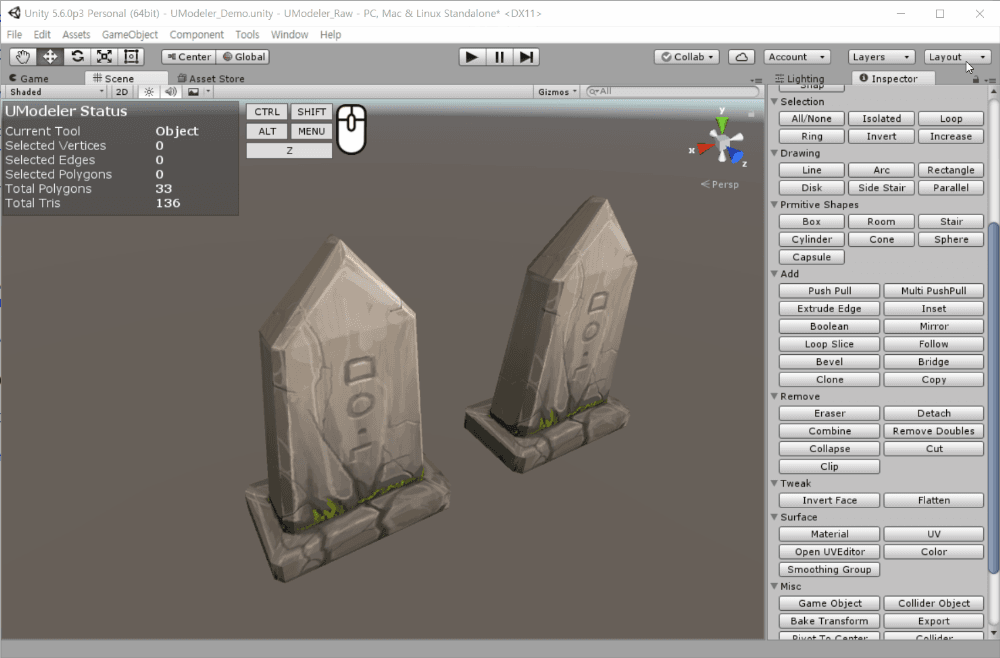 Unity 5.6.0p3 Personal (64bit) - UModeler_Demo.unity - UModeler_Raw - PC, Mac & Linux Standalone* <DX11>
File Edit Assets GameObject Component Tools Window Help
Center Global Collab Account Layers Layout
Game Scene Asset Store Lighting Inspector
Shaded 2D Gizmos All
UModeler Status
Current Tool Object
Selected Vertices 0
Selected Edges 0
Selected Polygons 0
Total Polygons 33
Total Tris 136
CTRL SHIFT
ALT MENU
Z
y
x
z
Persp
Snap
Selection
All/None Isolated Loop
Ring Invert Increase
Drawing
Line Arc Rectangle
Disk Side Stair Parallel
Prmitive Shapes
Box Room Stair
Cylinder Cone Sphere
Capsule
Add
Push Pull Multi PushPull
Extrude Edge Inset
Boolean Mirror
Loop Slice Follow
Bevel Bridge
Clone Copy
Remove
Eraser Detach
Combine Remove Doubles
Collapse Cut
Clip
Tweak
Invert Face Flatten
Surface
Material UV
Open UVEditor Color
Smoothing Group
Misc
Game Object Collider Object
Bake Transform Export
Pivot To Center Collider